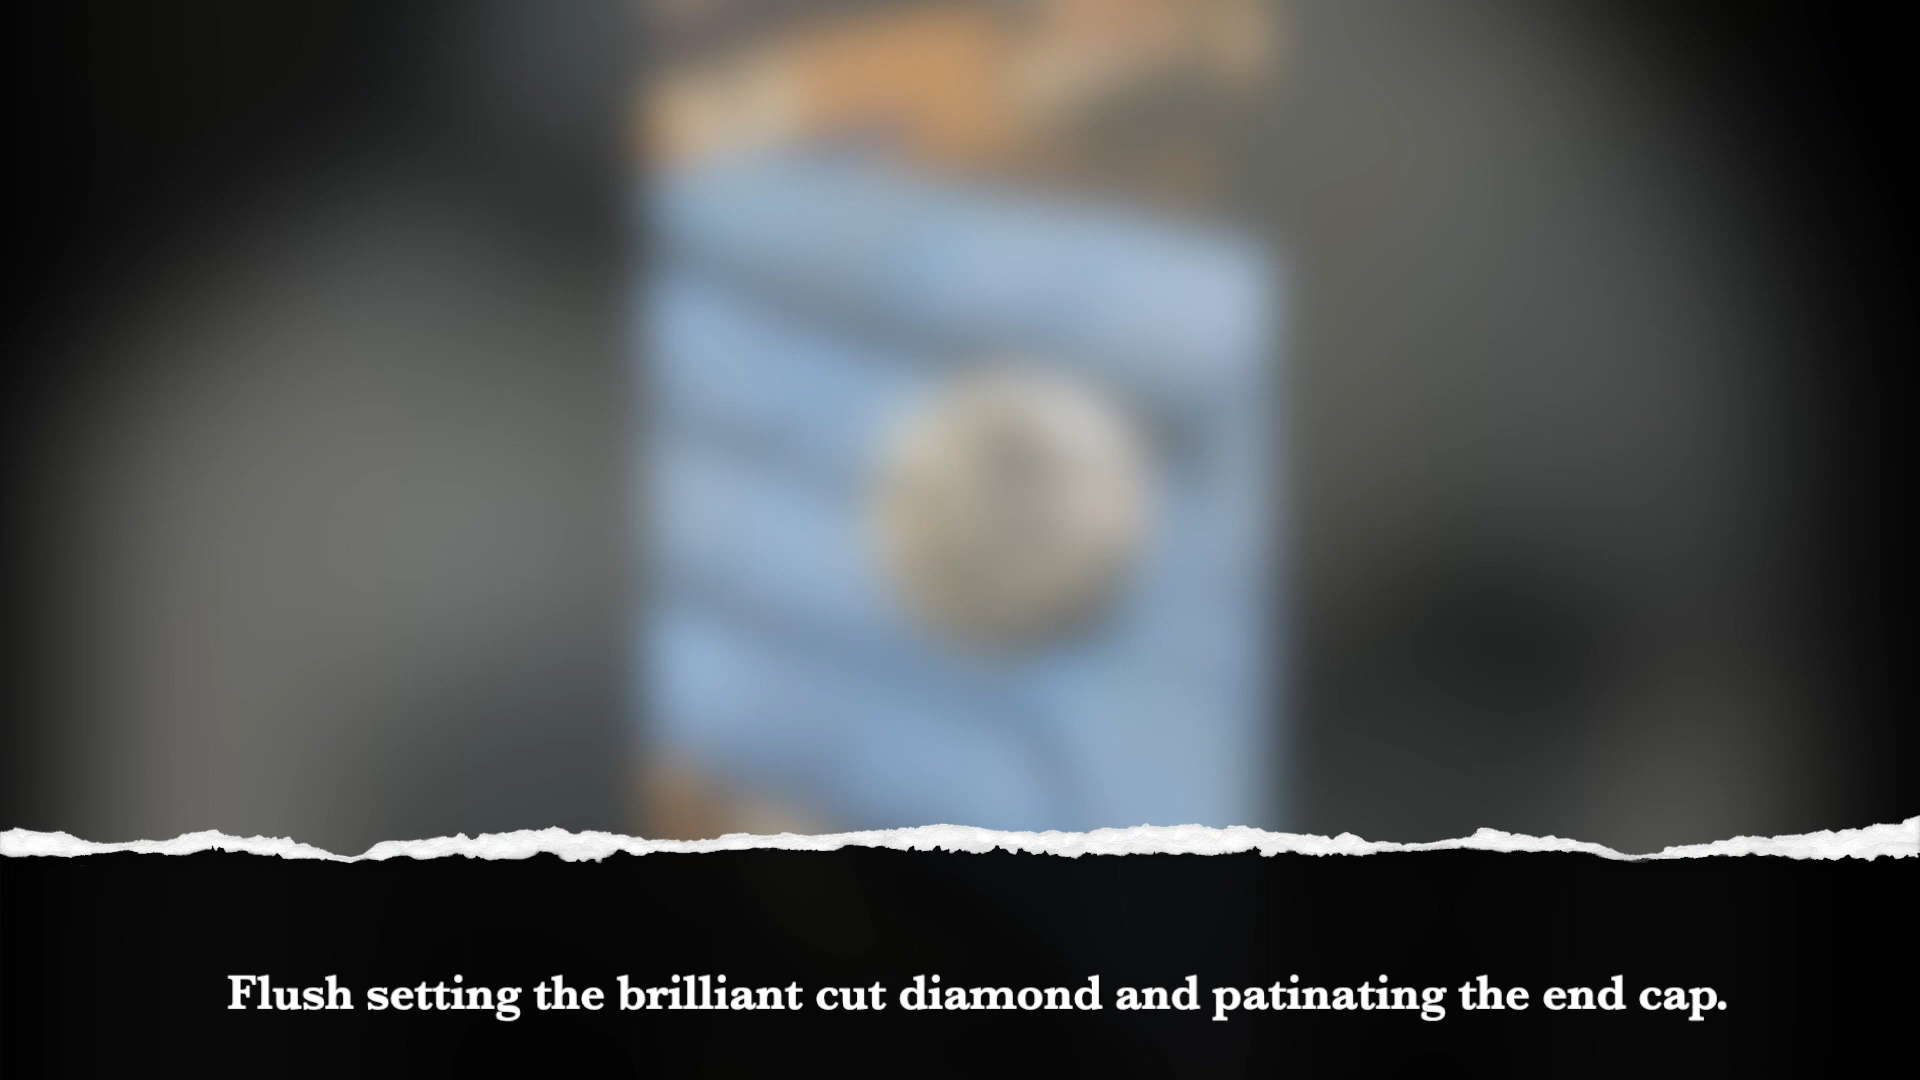 Flush setting the brilliant cut diamond and patinating the end cap.